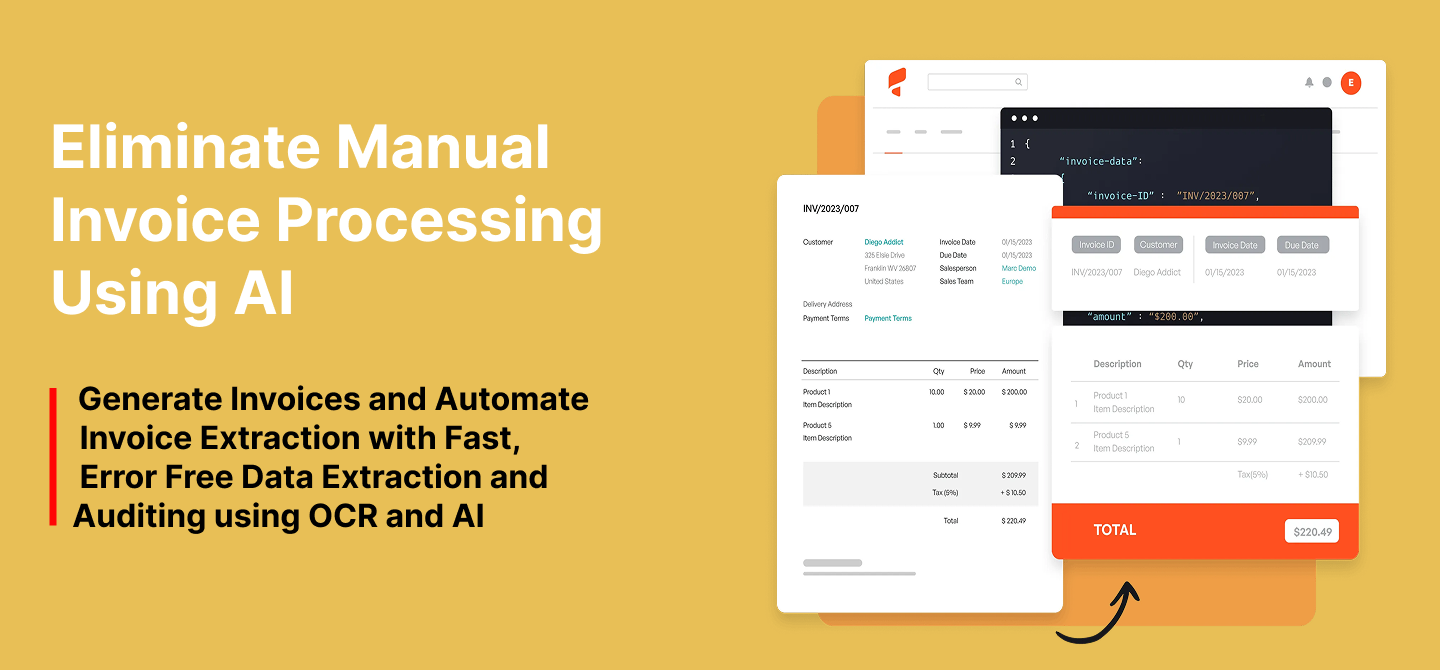 Eliminate Manual
Invoice Processing
Using AI
Generate Invoices and Automate
Invoice Extraction with Fast,
Error Free Data Extraction and
Auditing using OCR and AI
E
1 {
2 "invoice-data":
{
"invoice-ID" : "INV/2023/007",
"amount" : "$200.00",
INV/2023/007
Customer Diego Addict Invoice Date 01/15/2023
325 Elsie Drive Due Date 01/15/2023
Franklin WV 26807 Salesperson Marc Demo
United States Sales Team Europe
Delivery Address
Payment Terms Payment Terms
Description Qty Price Amount
Product 1 10.00 $ 20.00 $ 200.00
Item Description
Product 5 1.00 $ 9.99 $ 9.99
Item Description
Subtotal $ 209.99
Tax (5%) + $ 10.50
Total $ 220.49
Invoice ID Customer Invoice Date Due Date
INV/2023/007 Diego Addict 01/15/2023 01/15/2023
Description Qty Price Amount
1 Product 1 10 $20.00 $200.00
Item Description
2 Product 5 1 $9.99 $209.99
Item Description
Tax(5%) + $10.50
TOTAL $220.49